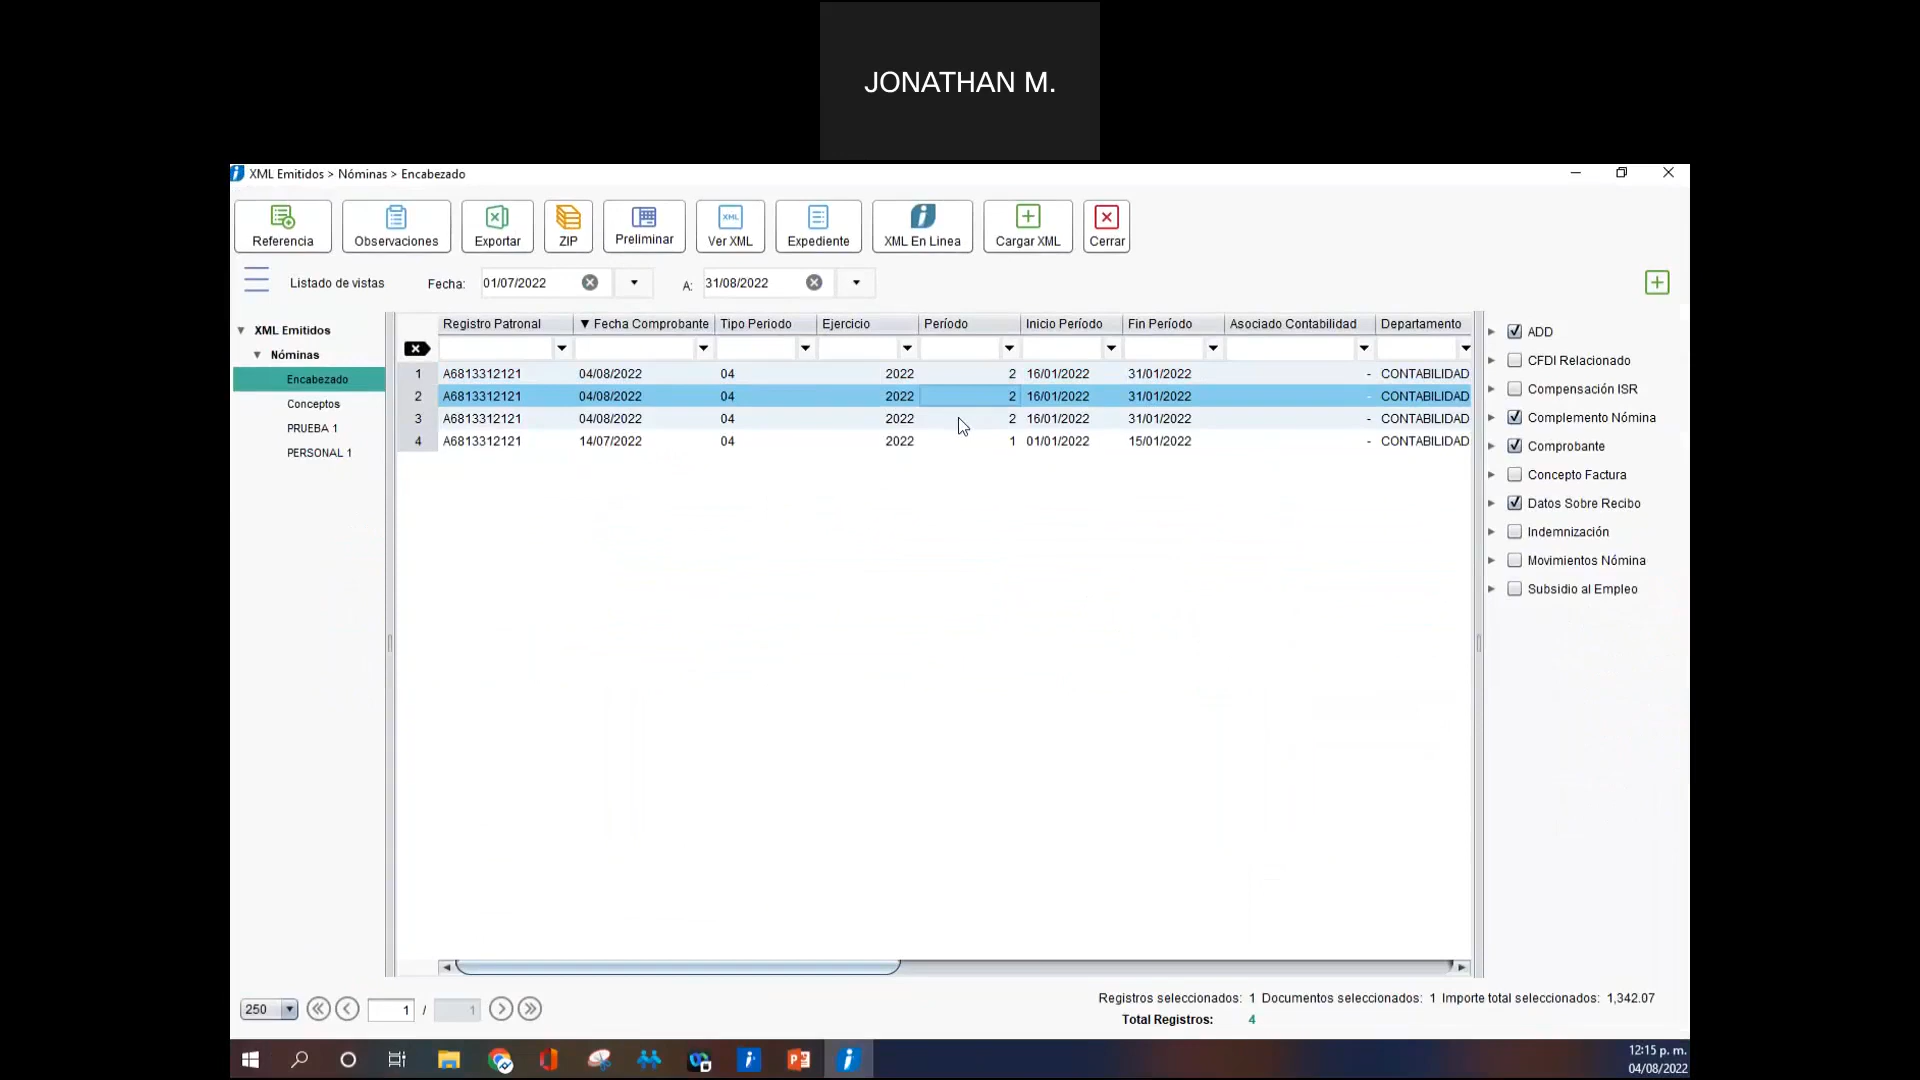 JONATHAN M.
XML Emitidos > Nóminas > Encabezado
Referencia Observaciones Exportar ZIP Preliminar Ver XML Expediente XML En Linea Cargar XML Cerrar
Listado de vistas Fecha: 01/07/2022 A: 31/08/2022
XML Emitidos
Nóminas
Encabezado
Conceptos
PRUEBA 1
PERSONAL 1
Registro Patronal Fecha Comprobante Tipo Periodo Ejercicio Período Inicio Período Fin Período Asociado Contabilidad Departamento
1 A6813312121 04/08/2022 04 2022 2 16/01/2022 31/01/2022 - CONTABILIDAD
2 A6813312121 04/08/2022 04 2022 2 16/01/2022 31/01/2022 - CONTABILIDAD
3 A6813312121 04/08/2022 04 2022 2 16/01/2022 31/01/2022 - CONTABILIDAD
4 A6813312121 14/07/2022 04 2022 1 01/01/2022 15/01/2022 - CONTABILIDAD
ADD
CFDI Relacionado
Compensación ISR
Complemento Nómina
Comprobante
Concepto Factura
Datos Sobre Recibo
Indemnización
Movimientos Nómina
Subsidio al Empleo
250 1 / 1
Registros seleccionados: 1 Documentos seleccionados: 1 Importe total seleccionados: 1,342.07
Total Registros: 4
12:15 p. m.
04/08/2022